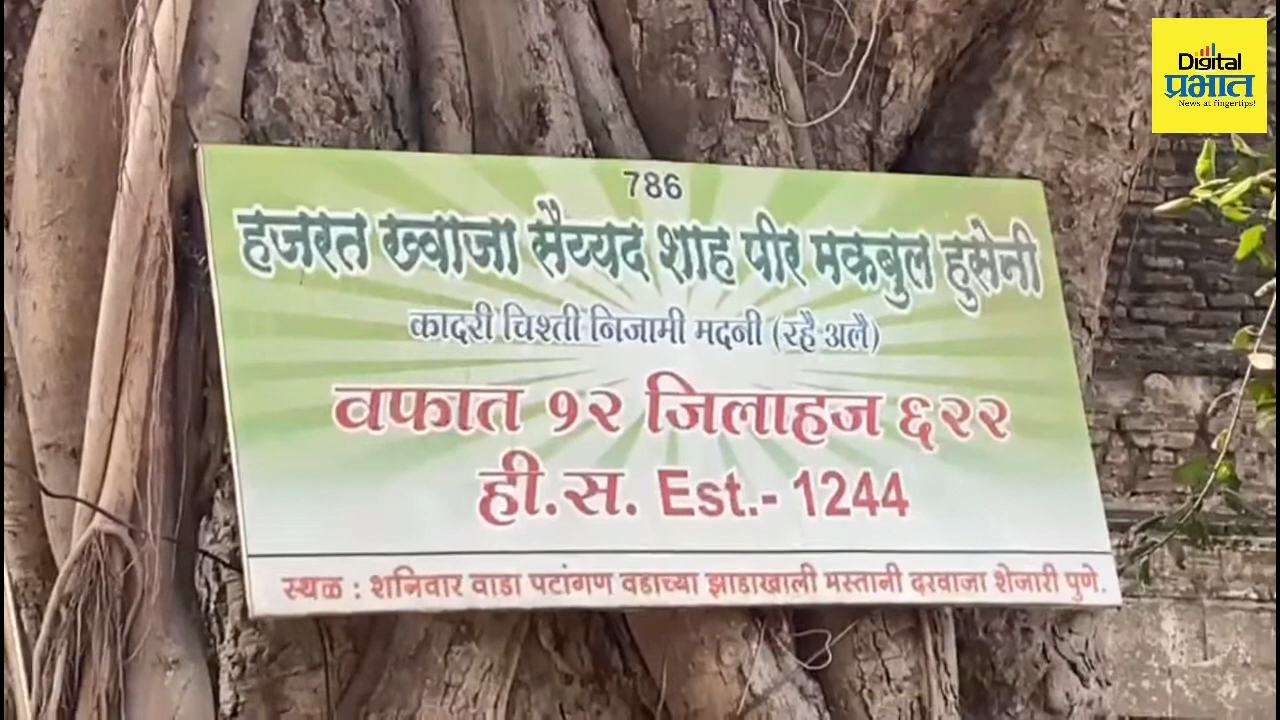 Digital
प्रभात
News at fingertips!
786
हजरत ख्वाजा सैय्यद शाह पीर मकबुल हुसेनी
कादरी चिश्ती निजामी मदनी (रहै अलै)
वफात १२ जिलाहज ६२२
ही.स. Est.- 1244
स्थळ : शनिवार वाडा पटांगण वडाच्या झाडाखाली मस्तानी दरवाजा शेजारी पुणे.